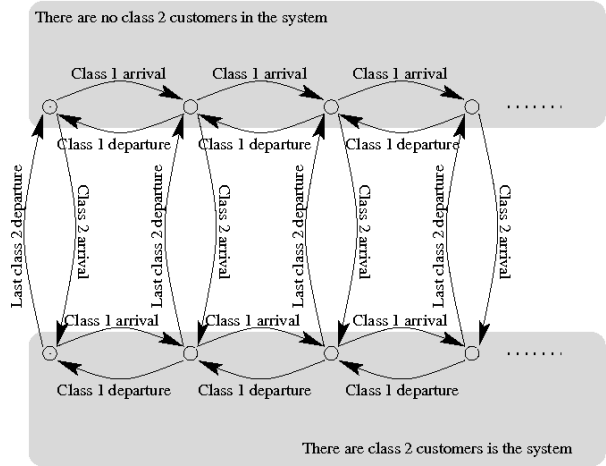 There are no class 2 customers in the system
Class 1 arrival
Class 1 arrival
Class 1 arrival
. . . . . . .
Class 1 departure
Class 1 departure
Class 1 departure
Last class 2 departure
Class 2 arrival
Last class 2 departure
Class 2 arrival
Last class 2 departure
Class 2 arrival
Last class 2 departure
Class 2 arrival
Class 1 arrival
Class 1 arrival
Class 1 arrival
. . . . . . .
Class 1 departure
Class 1 departure
Class 1 departure
There are class 2 customers is the system